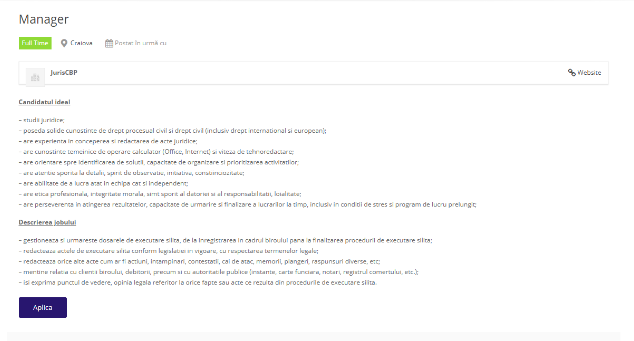 Manager
Full Time Craiova Postat în urmă cu
JurisCBP Website
Candidatul ideal
– studii juridice;
– poseda solide cunostinte de drept procesual civil si drept civil (inclusiv drept international si european);
– are experienta in conceperea si redactarea de acte juridice;
– are cunostinte temeinice de operare calculator (Office, Internet) si viteza de tehnoredactare;
– are orientare spre identificarea de solutii, capacitate de organizare si prioritizarea activitatilor;
– are atentie sporita la detalii, spirit de observatie, initiativa, constiinciozitate;
– are abilitate de a lucra atat in echipa cat si independent;
– are etica profesionala, integritate morala, simt sporit al datoriei si al responsabilitatii, loialitate;
– are perseverenta in atingerea rezultatelor, capacitate de urmarire si finalizare a lucrarilor la timp, inclusiv in conditii de stres si program de lucru prelungit;
Descrierea jobului
– gestioneaza si urmareste dosarele de executare silita, de la inregistrarea in cadrul biroului pana la finalizarea procedurii de executare silita;
– redacteaza actele de executare silita conform legislatiei in vigoare, cu respectarea termenelor legale;
– redacteaza orice alte acte cum ar fi actiuni, intampinari, contestatii, cai de atac, memorii, plangeri, raspunsuri diverse, etc;
– mentine relatia cu clientii biroului, debitorii, precum si cu autoritatile publice (instante, carte funciara, notari, registrul comertului, etc.);
– isi exprima punctul de vedere, opinia legala referitor la orice fapte sau acte ce rezulta din procedurile de executare silita.
Aplica